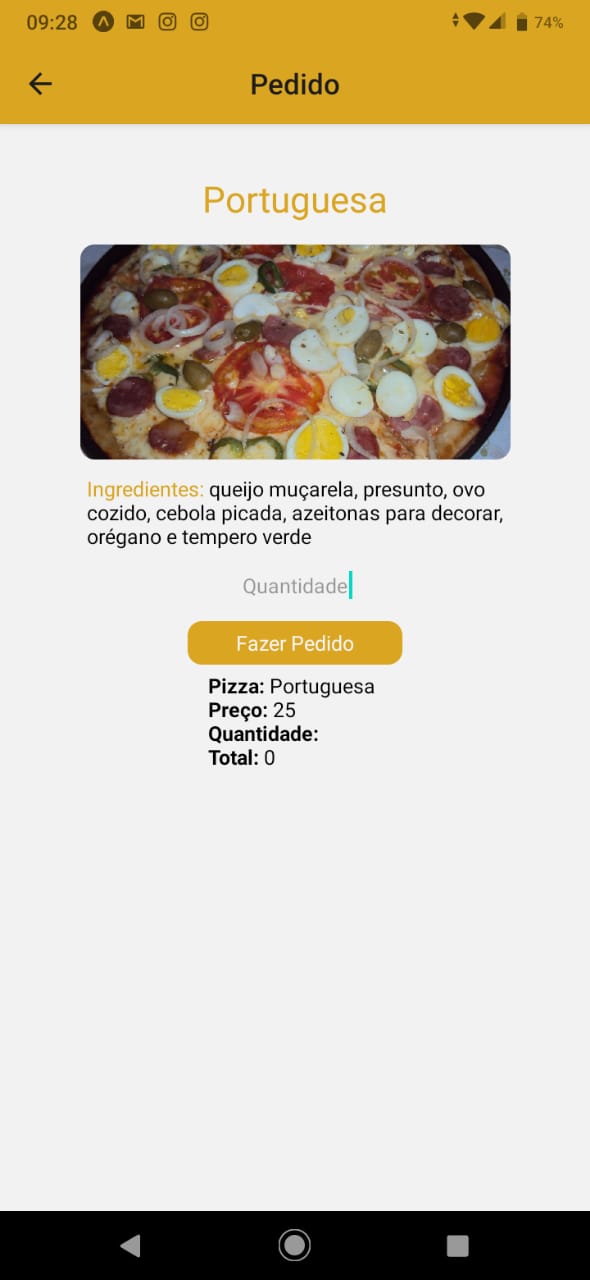 09:28
74%
Pedido
Portuguesa
Ingredientes: queijo muçarela, presunto, ovo
cozido, cebola picada, azeitonas para decorar,
orégano e tempero verde
Quantidade
Fazer Pedido
Pizza: Portuguesa
Preço: 25
Quantidade:
Total: 0